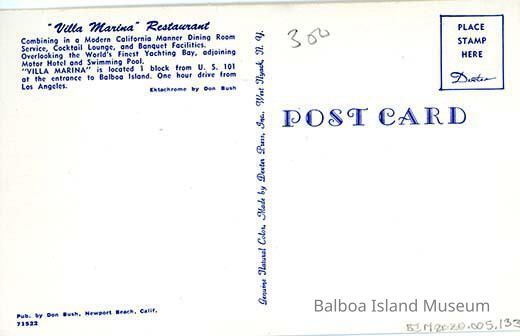 "Villa Marina" Restaurant
Combining in a Modern California Manner Dining Room
Service, Cocktail Lounge, and Banquet Facilities.
Overlooking the World's Finest Yachting Bay, adjoining
Motor Hotel and Swimming Pool.
"VILLA MARINA" is located 1 block from U. S. 101
at the entrance to Balboa Island. One hour drive from
Los Angeles.
Ektachrome by Don Bush
Pub. by Don Bush, Newport Beach, Calif.
71522
Genuine Natural Color, Made by Dexter Press, Inc., West Nyack, N. Y.
300
POST CARD
PLACE
STAMP
HERE
Dexter
Balboa Island Museum
BIM2020.005.133